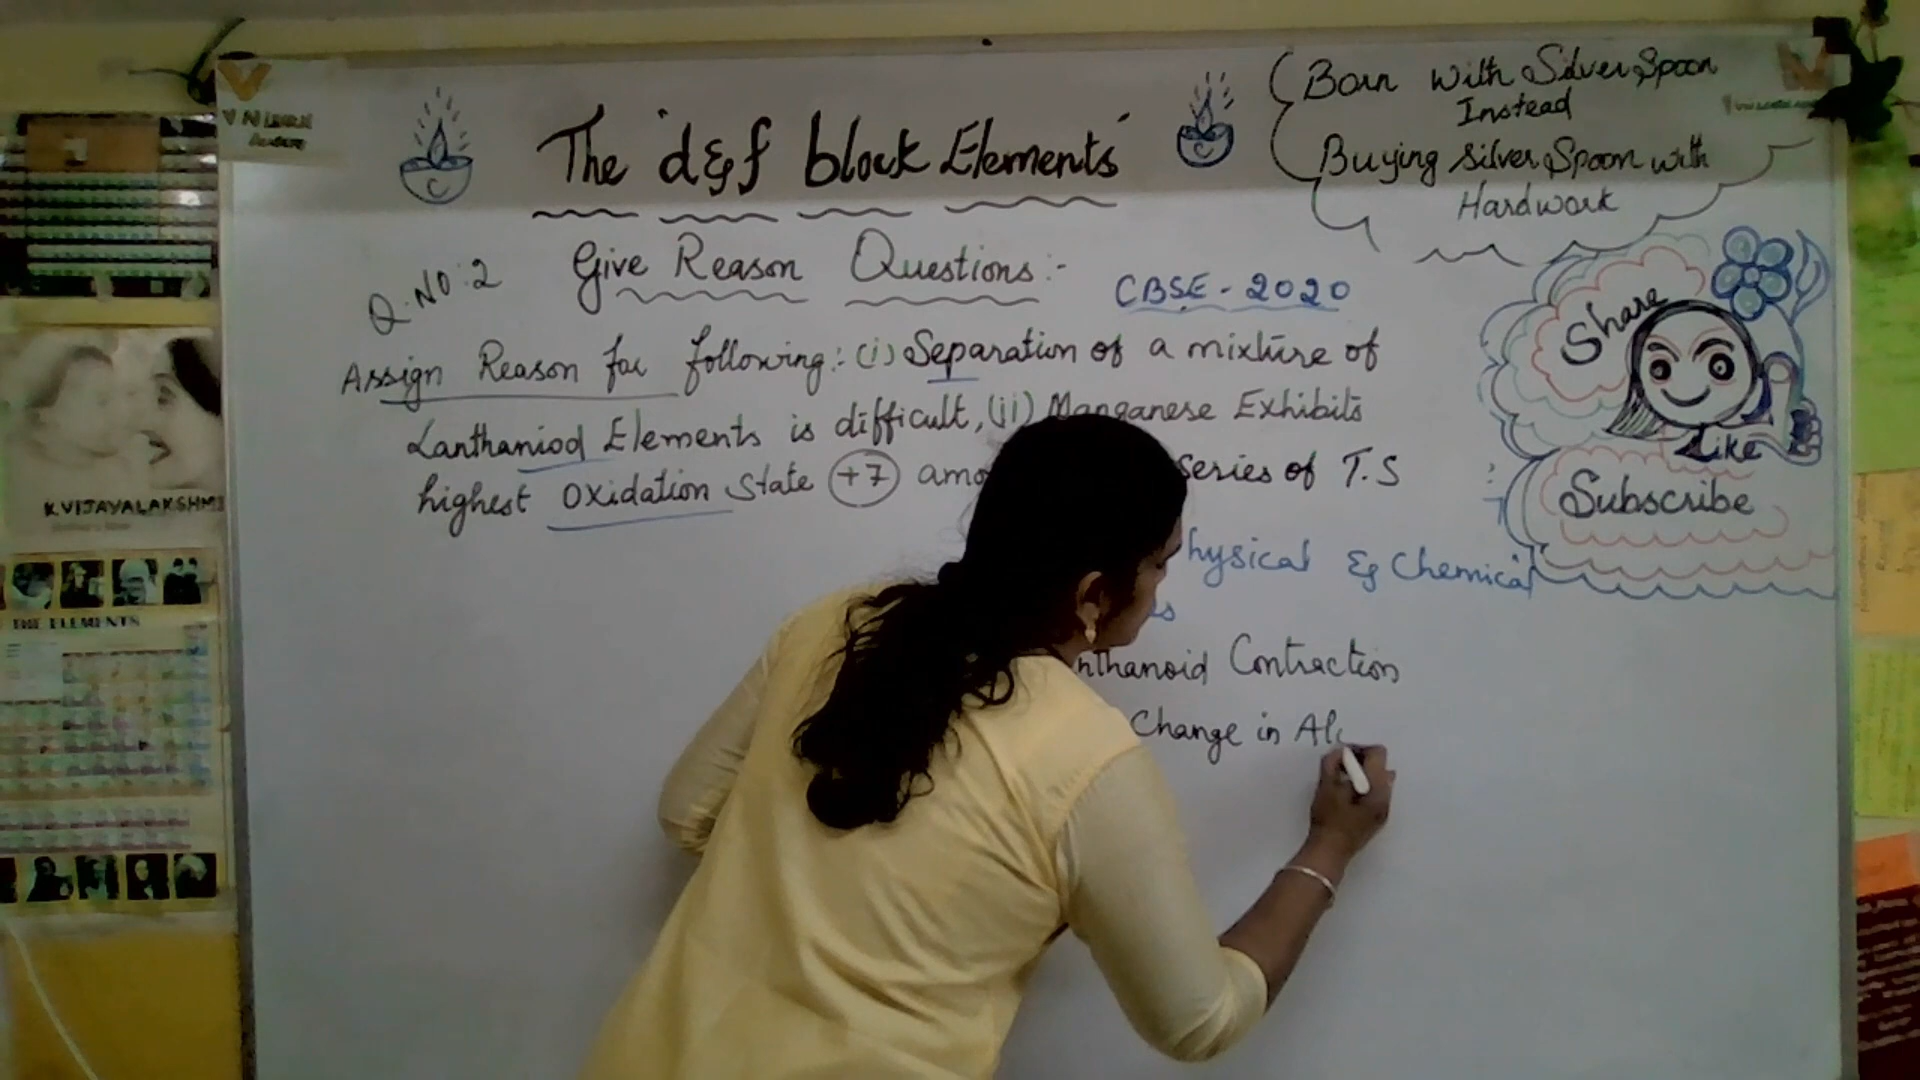 V N LEARN
Academy
The "d & f block Elements"
Born with Silver Spoon
Instead
Buying Silver Spoon with
Hardwork
Q.NO:2
Give Reason Questions:-
CBSE - 2020
Assign Reason for following:- (i) Separation of a mixture of
Lanthaniod Elements is difficult, (ii) Manganese Exhibits
highest Oxidation State +7 series of T.S
hysical & Chemical
nthanoid Contraction
Change in
Share
Like
Subscribe
K.VIJAYALAKSHMI
THE ELEMENTS